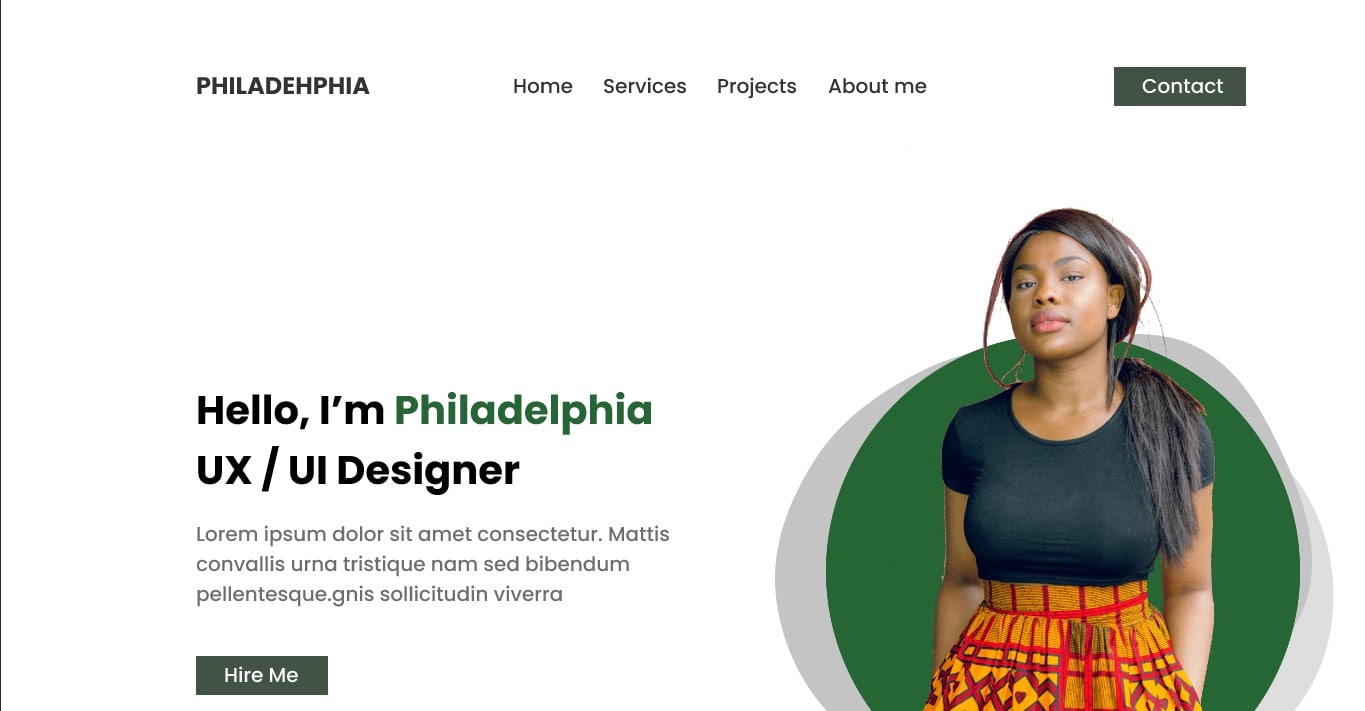 PHILADEHPHIA
Home Services Projects About me
Contact
Hello, I’m Philadelphia
UX / UI Designer
Lorem ipsum dolor sit amet consectetur. Mattis
convallis urna tristique nam sed bibendum
pellentesque.gnis sollicitudin viverra
Hire Me